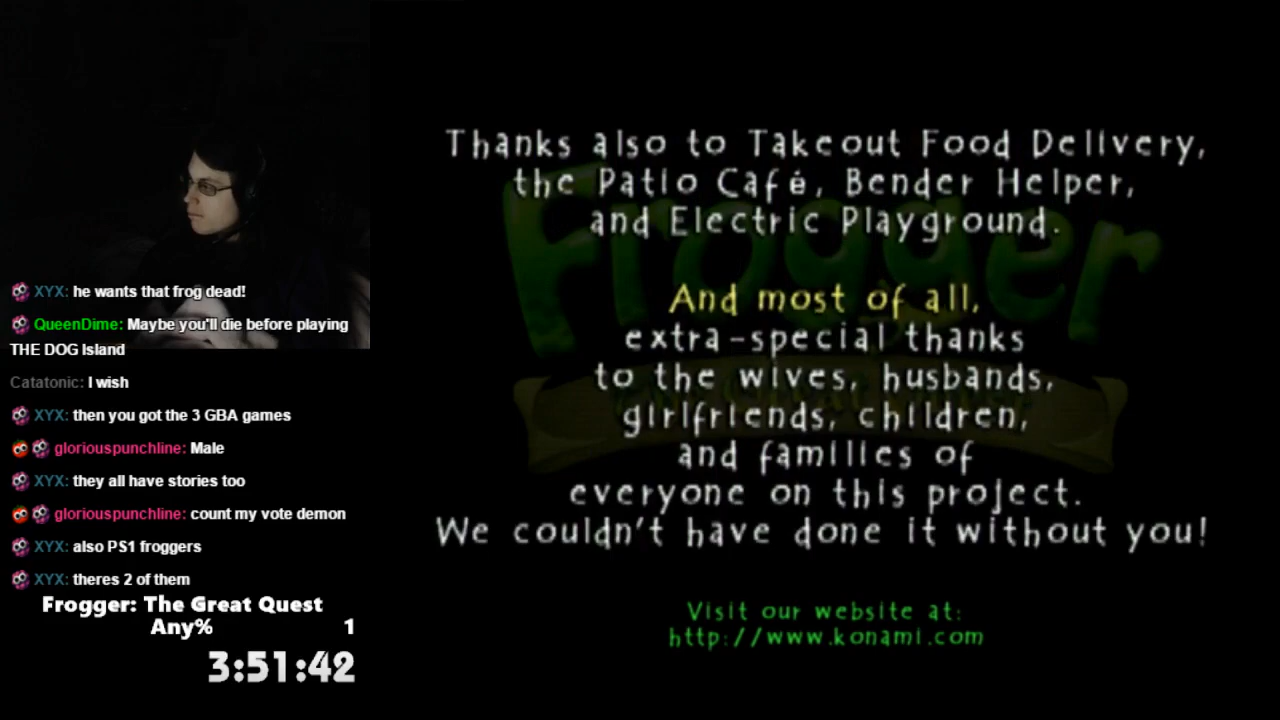 XYX: he wants that frog dead!
QueenDime: Maybe you'll die before playing
THE DOG Island
Catatonic: I wish
XYX: then you got the 3 GBA games
gloriouspunchline: Male
XYX: they all have stories too
gloriouspunchline: count my vote demon
XYX: also PS1 froggers
XYX: theres 2 of them
Frogger: The Great Quest
Any% 1
3:51:42
Thanks also to Takeout Food Delivery,
the Patio Café, Bender Helper,
and Electric Playground.
Frogger
And most of all,
extra-special thanks
to the wives, husbands,
girlfriends, children,
and families of
everyone on this project.
We couldn't have done it without you!
Visit our website at:
http://www.konami.com